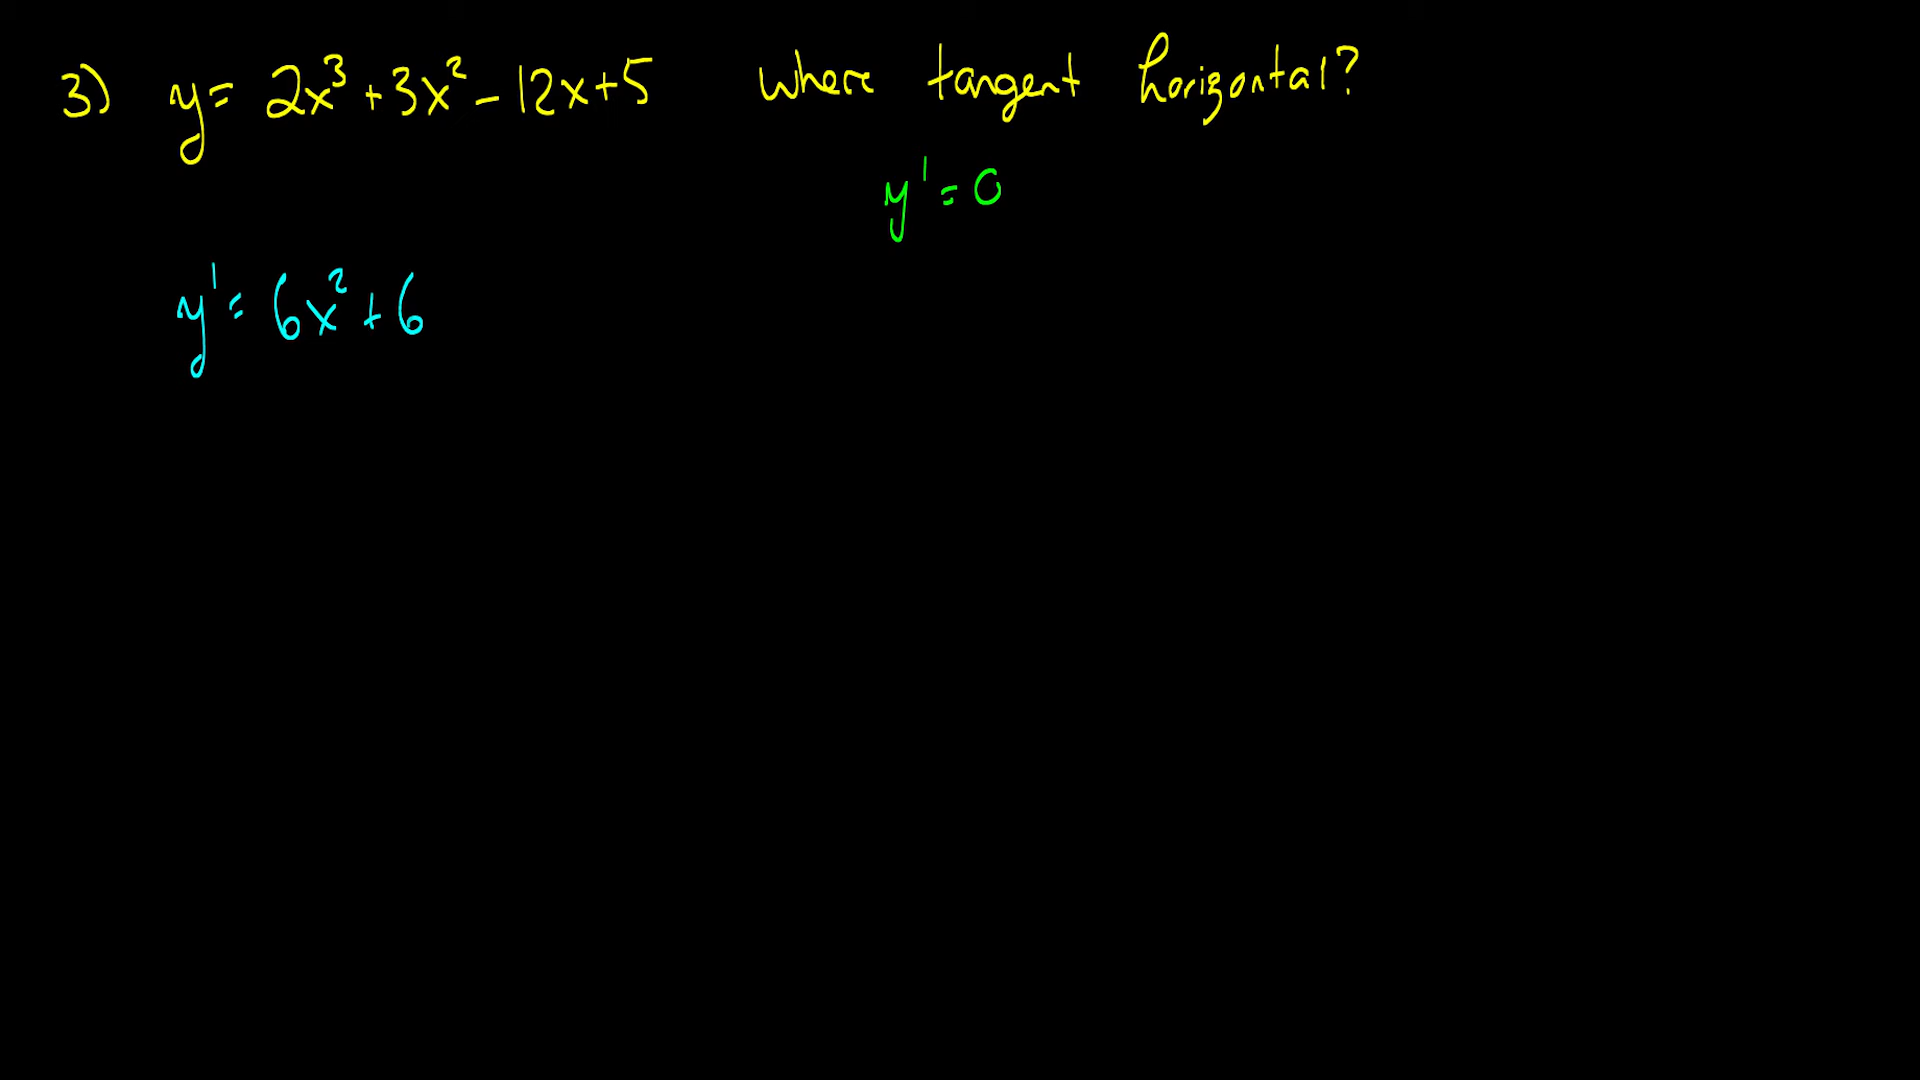 3) y = 2x³ + 3x² - 12x + 5 where tangent horizontal?
y' = 0
y' = 6x² + 6